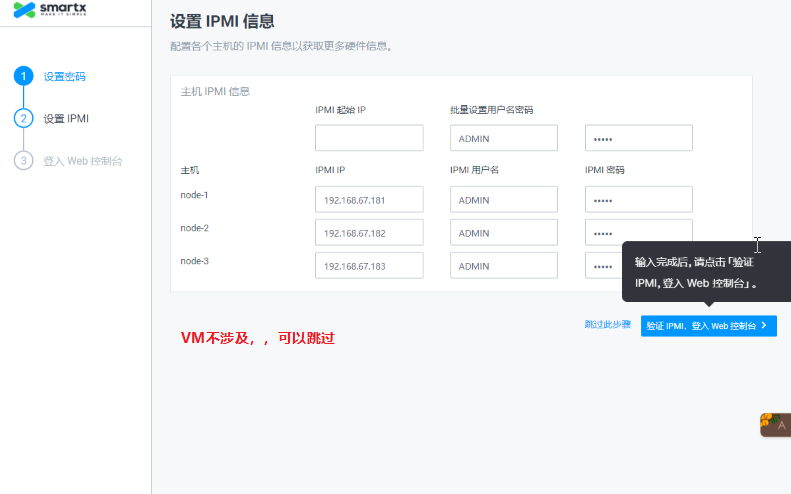 smartx
MAKE IT SIMPLE
设置 IPMI 信息
配置各个主机的 IPMI 信息以获取更多硬件信息。
1 设置密码
2 设置 IPMI
3 登入 Web 控制台
主机 IPMI 信息
IPMI 起始 IP 批量设置用户名密码
ADMIN •••••
主机 IPMI IP IPMI 用户名 IPMI 密码
node-1 192.168.67.181 ADMIN •••••
node-2 192.168.67.182 ADMIN •••••
node-3 192.168.67.183 ADMIN •••••
输入完成后，请点击「验证
IPMI，登入 Web 控制台」。
跳过此步骤 验证 IPMI，登入 Web 控制台
VM不涉及，，可以跳过
A